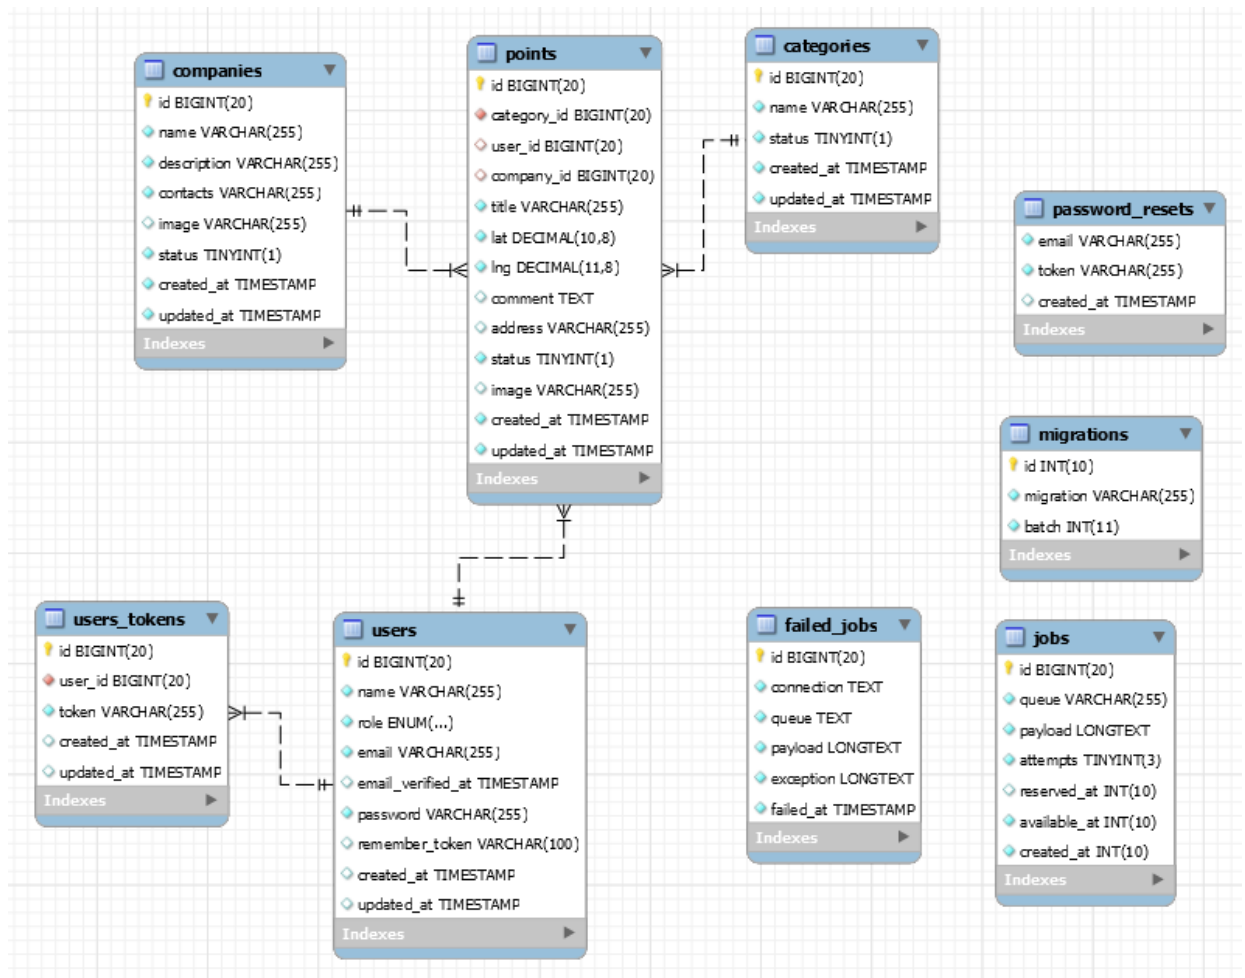 companies
id BIGINT(20)
name VARCHAR(255)
description VARCHAR(255)
contacts VARCHAR(255)
image VARCHAR(255)
status TINYINT(1)
created_at TIMESTAMP
updated_at TIMESTAMP
Indexes
points
id BIGINT(20)
category_id BIGINT(20)
user_id BIGINT(20)
company_id BIGINT(20)
title VARCHAR(255)
lat DECIMAL(10,8)
lng DECIMAL(11,8)
comment TEXT
address VARCHAR(255)
status TINYINT(1)
image VARCHAR(255)
created_at TIMESTAMP
updated_at TIMESTAMP
Indexes
categories
id BIGINT(20)
name VARCHAR(255)
status TINYINT(1)
created_at TIMESTAMP
updated_at TIMESTAMP
Indexes
password_resets
email VARCHAR(255)
token VARCHAR(255)
created_at TIMESTAMP
Indexes
migrations
id INT(10)
migration VARCHAR(255)
batch INT(11)
Indexes
users_tokens
id BIGINT(20)
user_id BIGINT(20)
token VARCHAR(255)
created_at TIMESTAMP
updated_at TIMESTAMP
Indexes
users
id BIGINT(20)
name VARCHAR(255)
role ENUM(...)
email VARCHAR(255)
email_verified_at TIMESTAMP
password VARCHAR(255)
remember_token VARCHAR(100)
created_at TIMESTAMP
updated_at TIMESTAMP
Indexes
failed_jobs
id BIGINT(20)
connection TEXT
queue TEXT
payload LONGTEXT
exception LONGTEXT
failed_at TIMESTAMP
Indexes
jobs
id BIGINT(20)
queue VARCHAR(255)
payload LONGTEXT
attempts TINYINT(3)
reserved_at INT(10)
available_at INT(10)
created_at INT(10)
Indexes